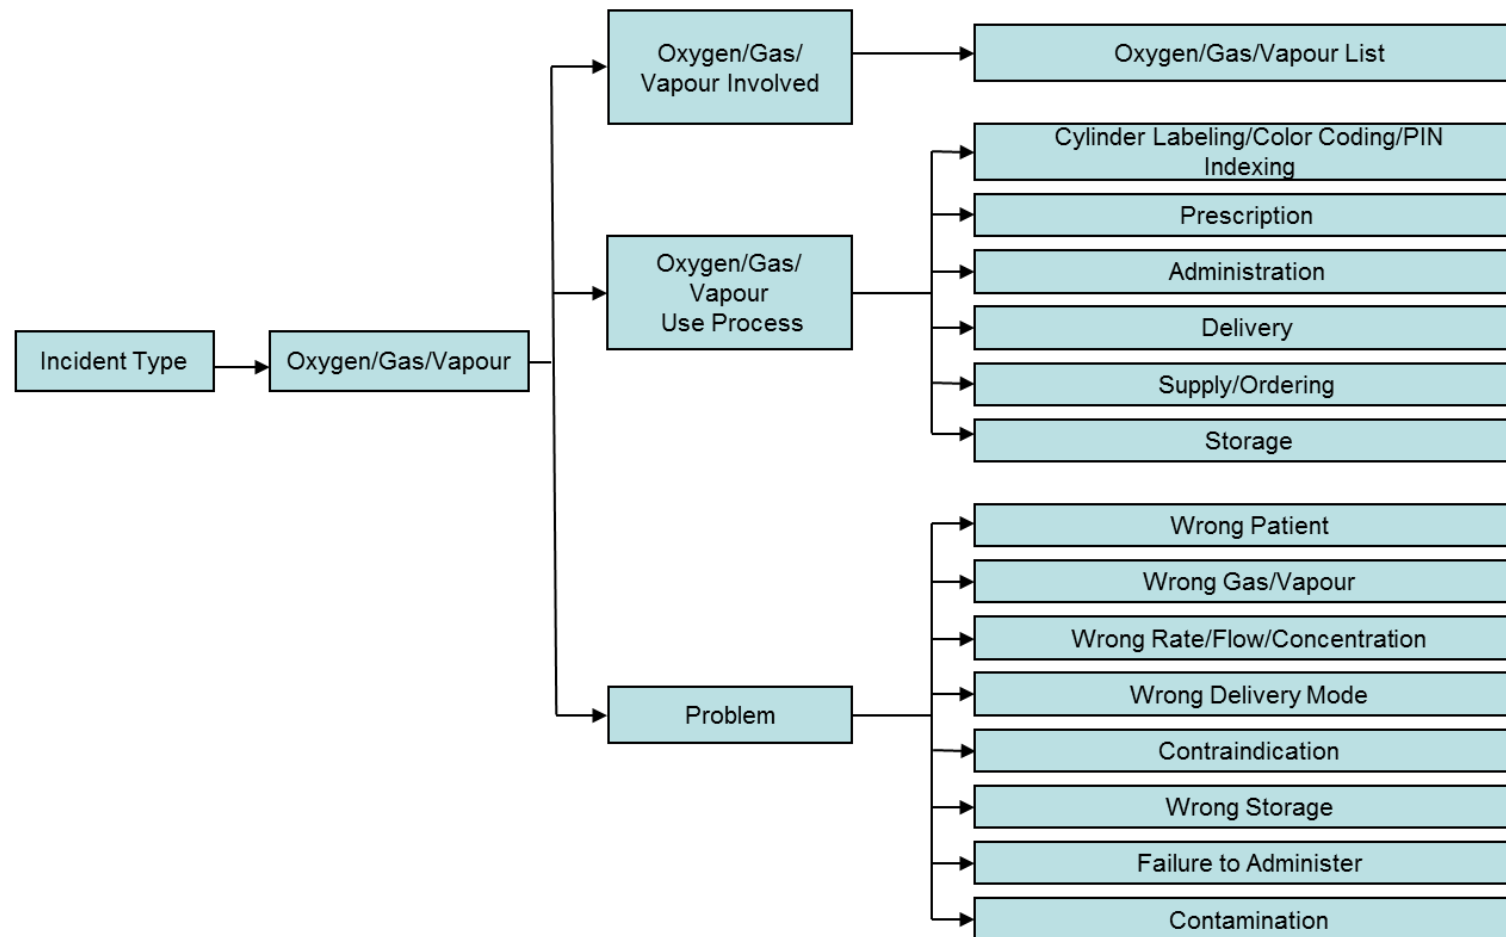 Incident Type
Oxygen/Gas/Vapour
Oxygen/Gas/
Vapour Involved
Oxygen/Gas/Vapour List
Oxygen/Gas/
Vapour
Use Process
Cylinder Labeling/Color Coding/PIN
Indexing
Prescription
Administration
Delivery
Supply/Ordering
Storage
Problem
Wrong Patient
Wrong Gas/Vapour
Wrong Rate/Flow/Concentration
Wrong Delivery Mode
Contraindication
Wrong Storage
Failure to Administer
Contamination